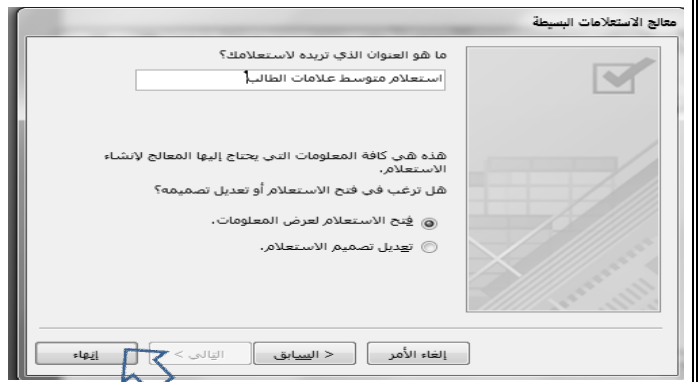 معالج الاستعلامات البسيطة
ما هو العنوان الذي تريده لاستعلامك؟
استعلام متوسط علامات الطالب
هذه هي كافة المعلومات التي يحتاج إليها المعالج لإنشاء
الاستعلام.
هل ترغب في فتح الاستعلام أو تعديل تصميمه؟
فتح الاستعلام لعرض المعلومات.
تعديل تصميم الاستعلام.
إلغاء الأمر
< السابق
التالي >
إنهاء